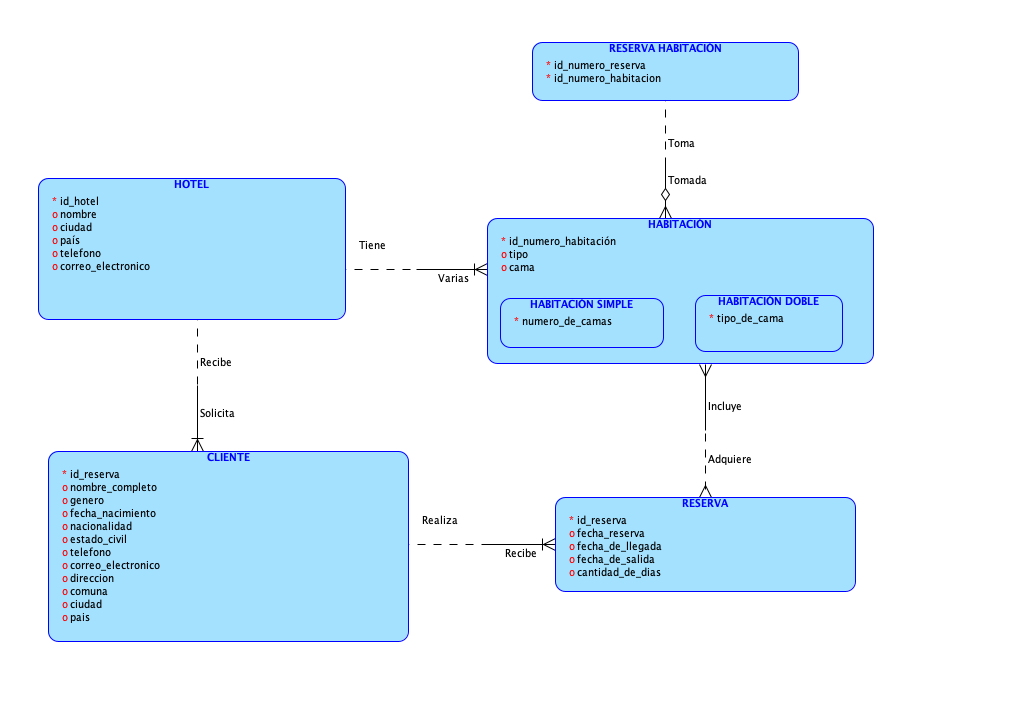 RESERVA HABITACIÓN
* id_numero_reserva
* id_numero_habitacion
Toma
Tomada
HOTEL
* id_hotel
o nombre
o ciudad
o país
o telefono
o correo_electronico
Tiene
Varias
HABITACIÓN
* id_numero_habitación
o tipo
o cama
HABITACIÓN SIMPLE
* numero_de_camas
HABITACIÓN DOBLE
* tipo_de_cama
Recibe
Solicita
Incluye
Adquiere
CLIENTE
* id_reserva
o nombre_completo
o genero
o fecha_nacimiento
o nacionalidad
o estado_civil
o telefono
o correo_electronico
o direccion
o comuna
o ciudad
o pais
Realiza
Recibe
RESERVA
* id_reserva
o fecha_reserva
o fecha_de_llegada
o fecha_de_salida
o cantidad_de_dias